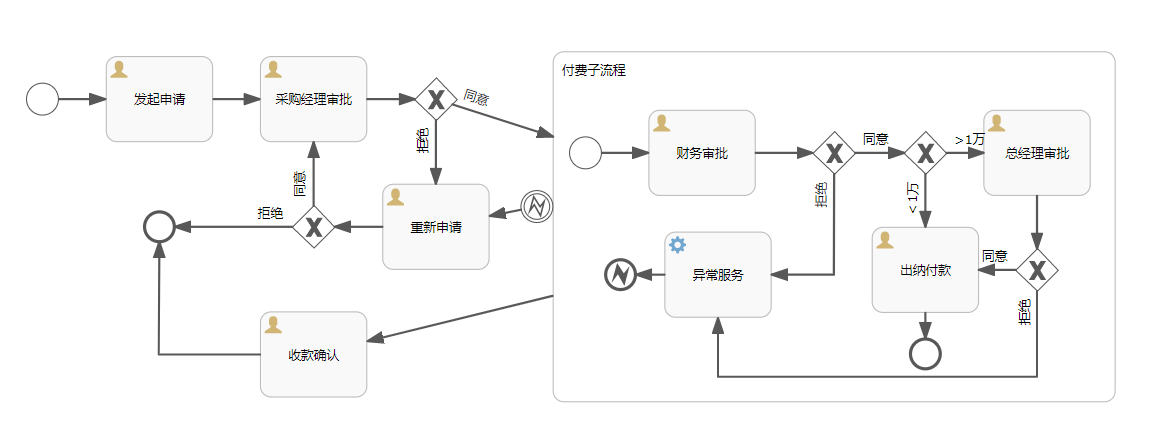 付费子流程
发起申请
采购经理审批
同意
拒绝
财务审批
同意
>1万
总经理审批
同意
拒绝
<1万
拒绝
重新申请
拒绝
异常服务
出纳付款
同意
拒绝
收款确认